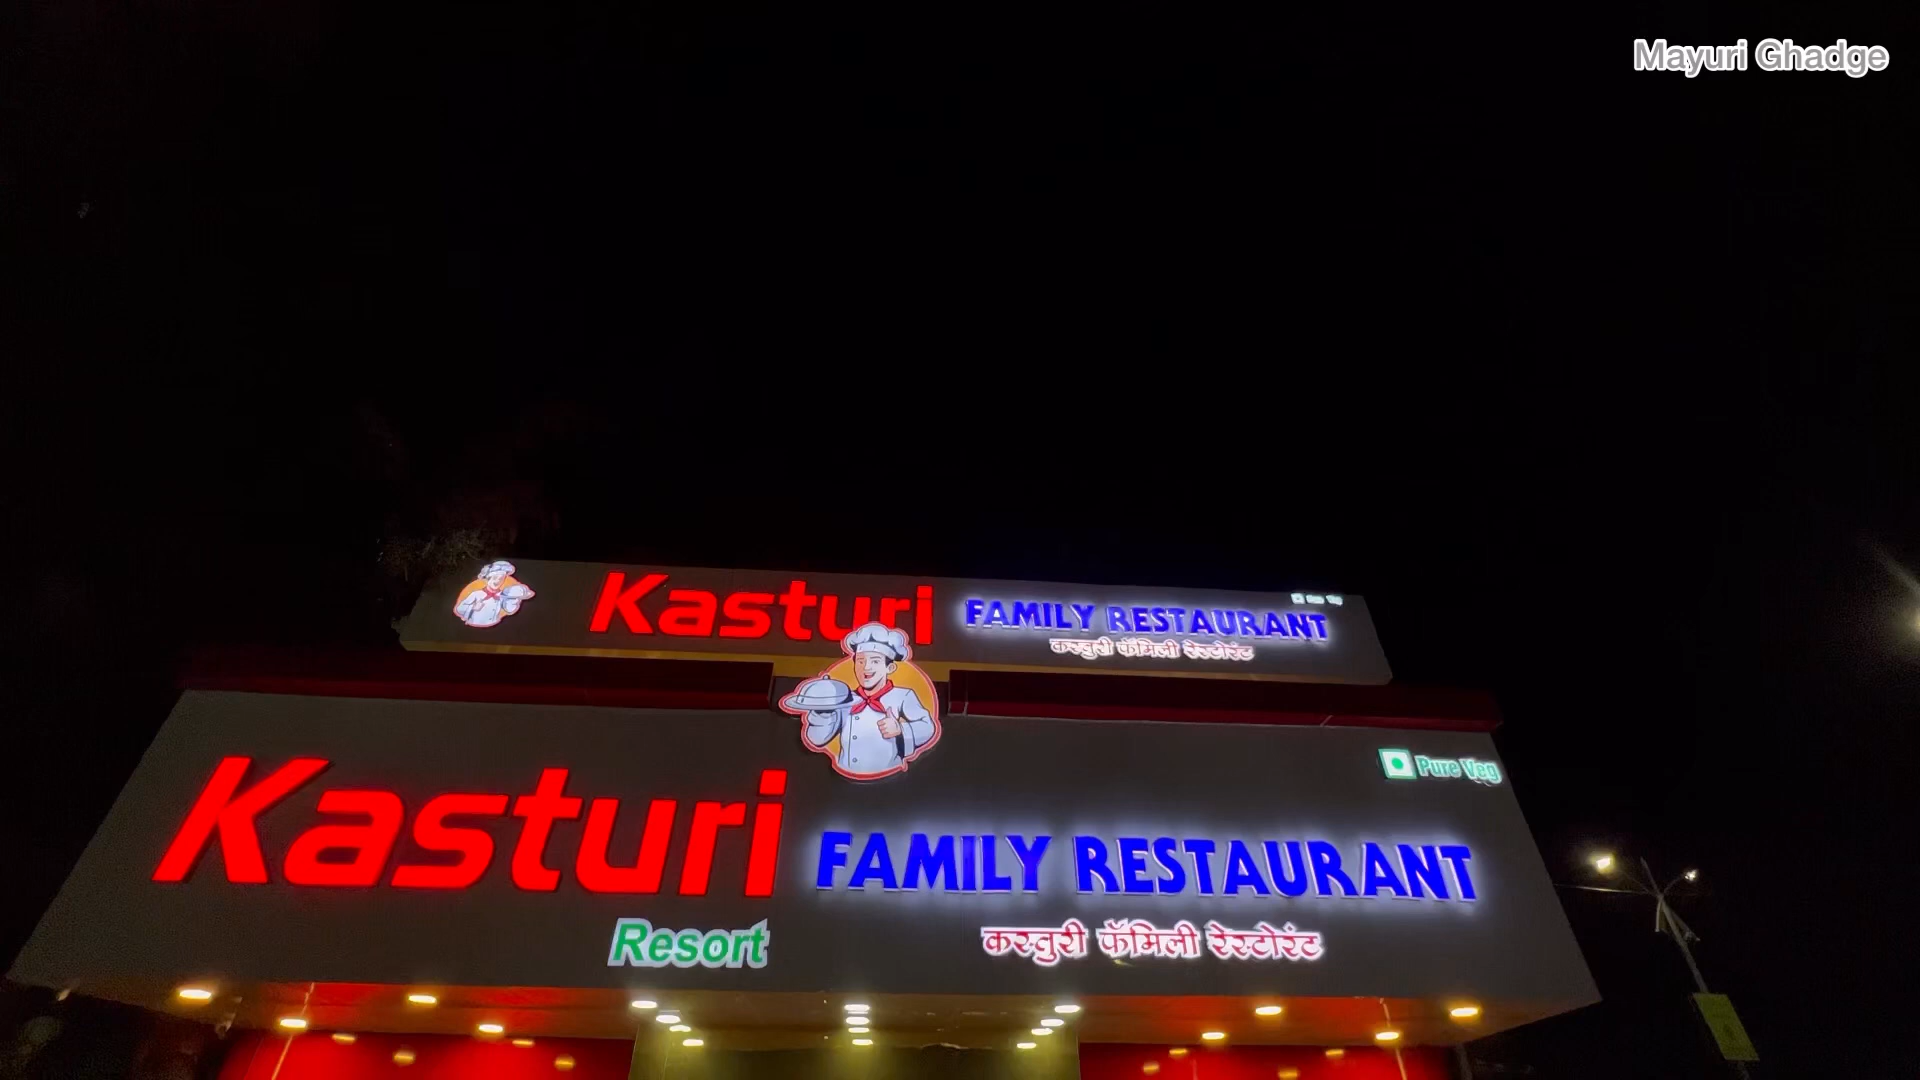 Mayuri Ghadge
Kasturi FAMILY RESTAURANT
कस्तुरी फॅमिली रेस्टोरंट
Pure Veg
Kasturi FAMILY RESTAURANT
Resort
कस्तुरी फॅमिली रेस्टोरंट